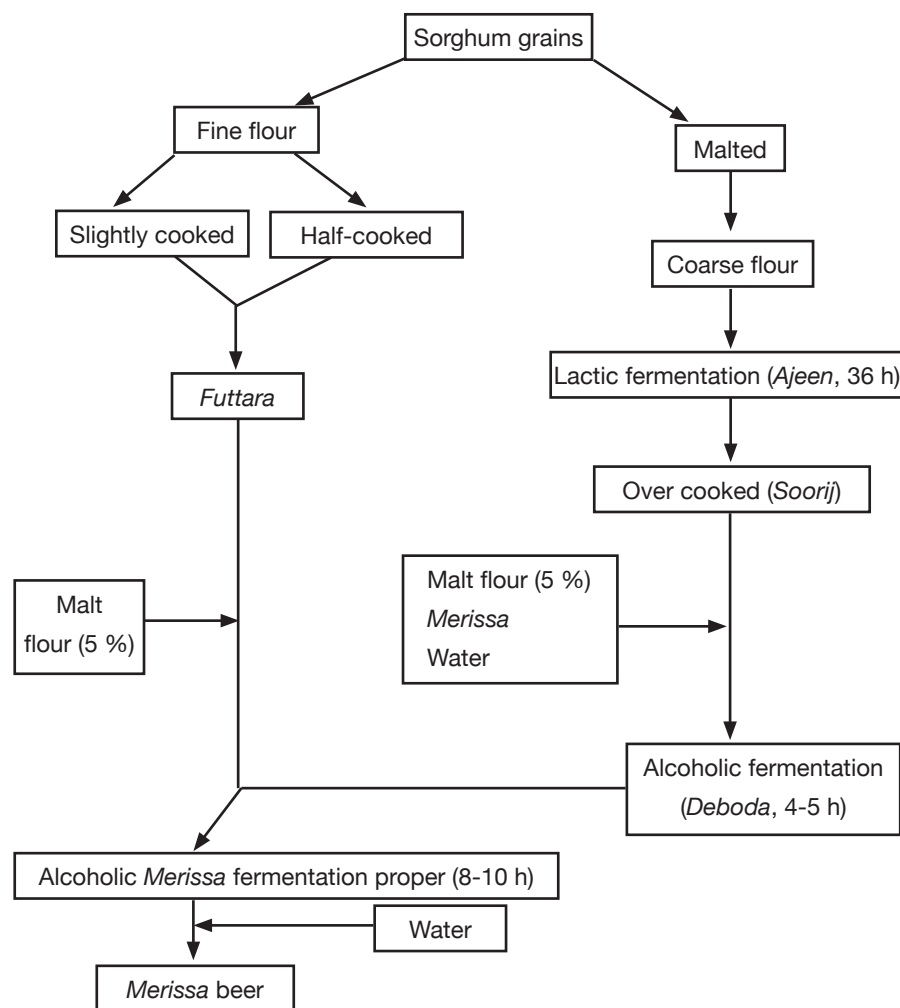 Sorghum grains
Fine flour
Malted
Slightly cooked
Half-cooked
Coarse flour
Lactic fermentation (Ajeen, 36 h)
Futtara
Over cooked (Soorij)
Malt
flour (5 %)
Malt flour (5 %)
Merissa
Water
Alcoholic fermentation
(Deboda, 4-5 h)
Alcoholic Merissa fermentation proper (8-10 h)
Water
Merissa beer